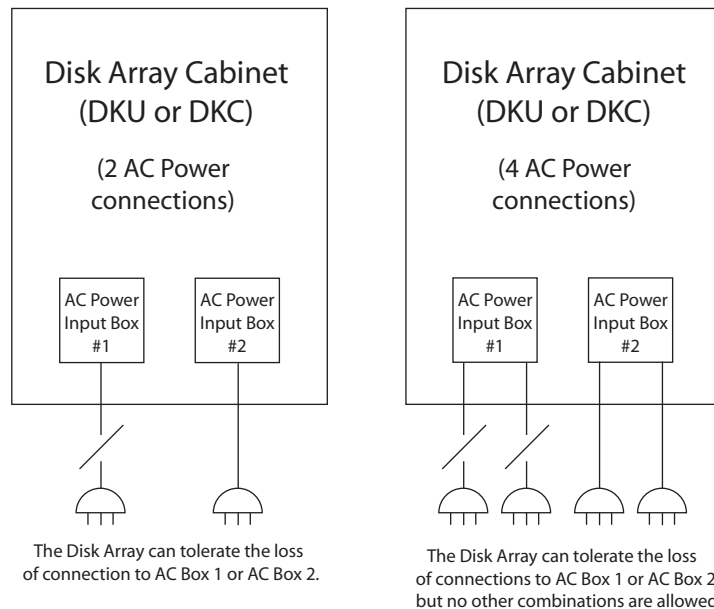 Disk Array Cabinet
(DKU or DKC)
(2 AC Power
connections)
AC Power
Input Box
#1
AC Power
Input Box
#2
The Disk Array can tolerate the loss
of connection to AC Box 1 or AC Box 2.
Disk Array Cabinet
(DKU or DKC)
(4 AC Power
connections)
AC Power
Input Box
#1
AC Power
Input Box
#2
The Disk Array can tolerate the loss
of connections to AC Box 1 or AC Box 2
but no other combinations are allowed